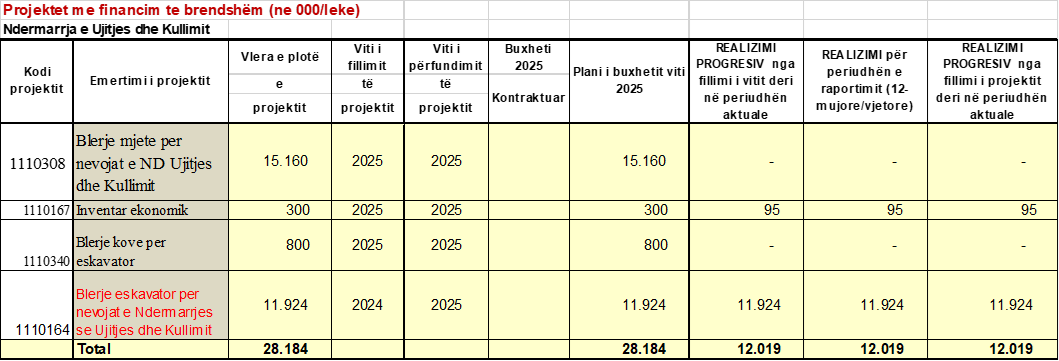 Projektet me financim te brendshëm (ne 000/leke)
Ndermarrja e Ujitjes dhe Kullimit
Kodi projektit | Emertimi i projektit | Vlera e plotë e projektit | Viti i fillimit të projektit | Viti i përfundimit të projektit | Buxheti 2025 Kontraktuar | Plani i buxhetit viti 2025 | REALIZIMI PROGRESIV nga fillimi i vitit deri në periudhën aktuale | REALIZIMI për periudhën e raportimit (12-mujore/vjetore) | REALIZIMI PROGRESIV nga fillimi i projektit deri në periudhën aktuale
1110308 | Blerje mjete per nevojat e ND Ujitjes dhe Kullimit | 15.160 | 2025 | 2025 | | 15.160 | - | - | -
1110167 | Inventar ekonomik | 300 | 2025 | 2025 | | 300 | 95 | 95 | 95
1110340 | Blerje kove per eskavator | 800 | 2025 | 2025 | | 800 | - | - | -
1110164 | Blerje eskavator per nevojat e Ndermarrjes se Ujitjes dhe Kullimit | 11.924 | 2024 | 2025 | | 11.924 | 11.924 | 11.924 | 11.924
Total | 28.184 | | | | 28.184 | 12.019 | 12.019 | 12.019